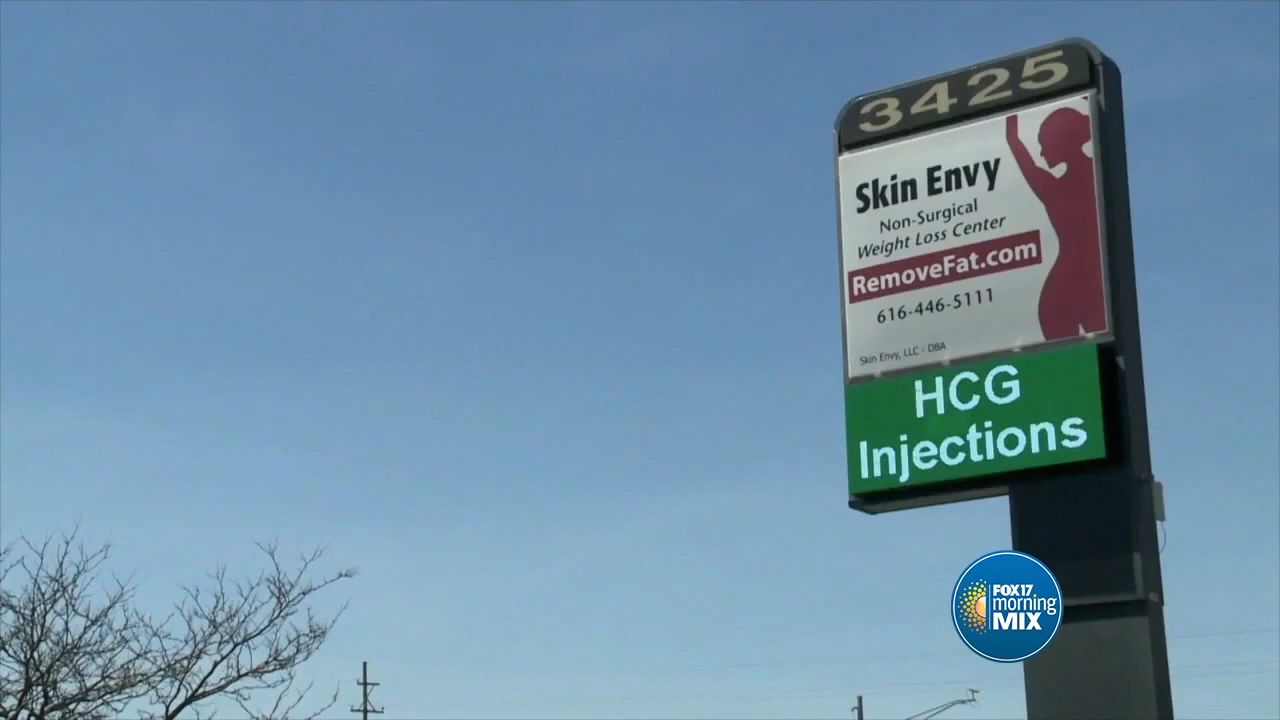 3425
Skin Envy
Non-Surgical
Weight Loss Center
RemoveFat.com
616-446-5111
Skin Envy, LLC - DBA
HCG
Injections
FOX17
morning
MIX